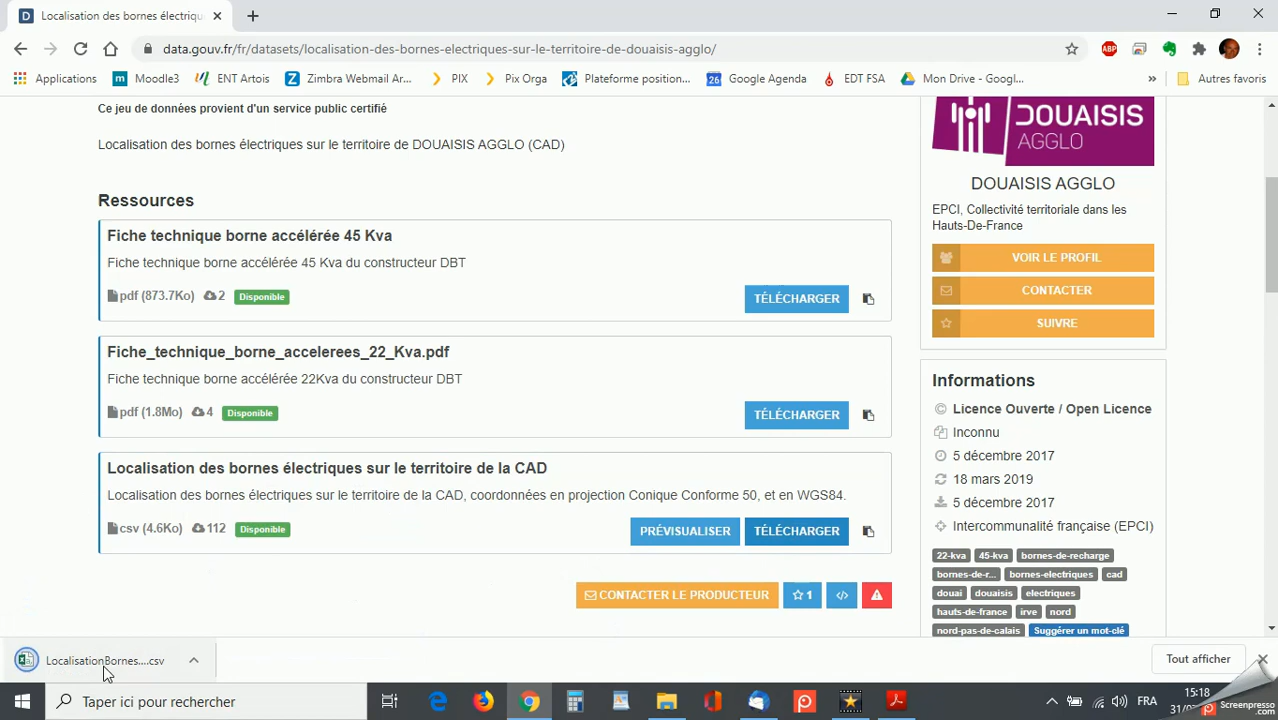 Localisation des bornes électriqu
data.gouv.fr/fr/datasets/localisation-des-bornes-electriques-sur-le-territoire-de-douaisis-agglo/
ABP
Applications
Moodle3
ENT Artois
Zimbra Webmail Ar...
PIX
Pix Orga
Plateforme position...
26
Google Agenda
EDT FSA
Mon Drive - Googl...
»
Autres favoris
Ce jeu de données provient d'un service public certifié
Localisation des bornes électriques sur le territoire de DOUAISIS AGGLO (CAD)
Ressources
Fiche technique borne accélérée 45 Kva
Fiche technique borne accélérée 45 Kva du constructeur DBT
pdf (873.7Ko) 2 Disponible
TÉLÉCHARGER
Fiche_technique_borne_accelerees_22_Kva.pdf
Fiche technique borne accélérée 22Kva du constructeur DBT
pdf (1.8Mo) 4 Disponible
TÉLÉCHARGER
Localisation des bornes électriques sur le territoire de la CAD
Localisation des bornes électriques sur le territoire de la CAD, coordonnées en projection Conique Conforme 50, et en WGS84.
csv (4.6Ko) 112 Disponible
PRÉVISUALISER
TÉLÉCHARGER
CONTACTER LE PRODUCTEUR
1
</>
DOUAISIS
AGGLO
DOUAISIS AGGLO
EPCI, Collectivité territoriale dans les
Hauts-De-France
VOIR LE PROFIL
CONTACTER
SUIVRE
Informations
Licence Ouverte / Open Licence
Inconnu
5 décembre 2017
18 mars 2019
5 décembre 2017
Intercommunalité française (EPCI)
22-kva 45-kva bornes-de-recharge
bornes-de-r... bornes-electriques cad
douai douaisis electriques
hauts-de-france irve nord
nord-pas-de-calais Suggérer un mot-clé
LocalisationBornes....csv
Tout afficher
Taper ici pour rechercher
FRA
15:18
31/0
Screenpresso
.com